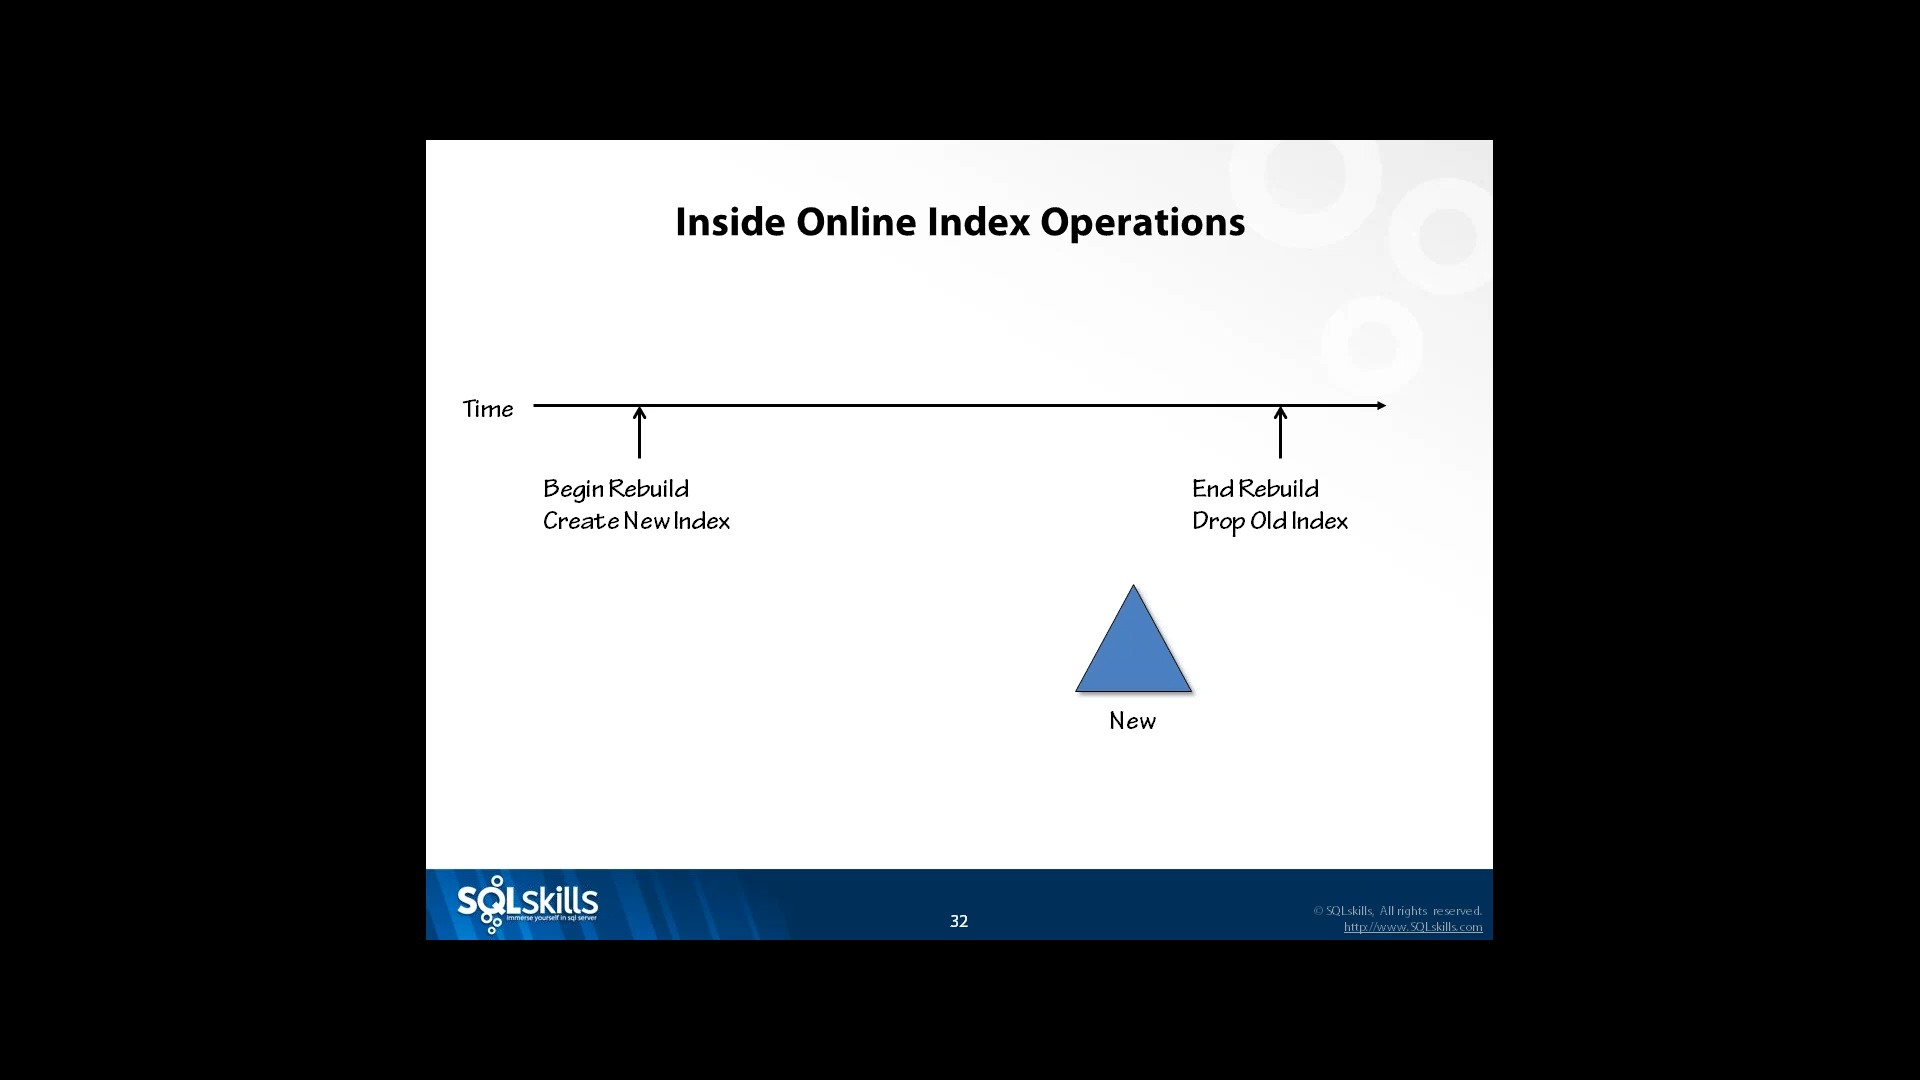 Inside Online Index Operations
Time
Begin Rebuild
Create New Index
End Rebuild
Drop Old Index
New
SQLskills
immerse yourself in sql server
32
© SQLskills, All rights reserved.
http://www.SQLskills.com